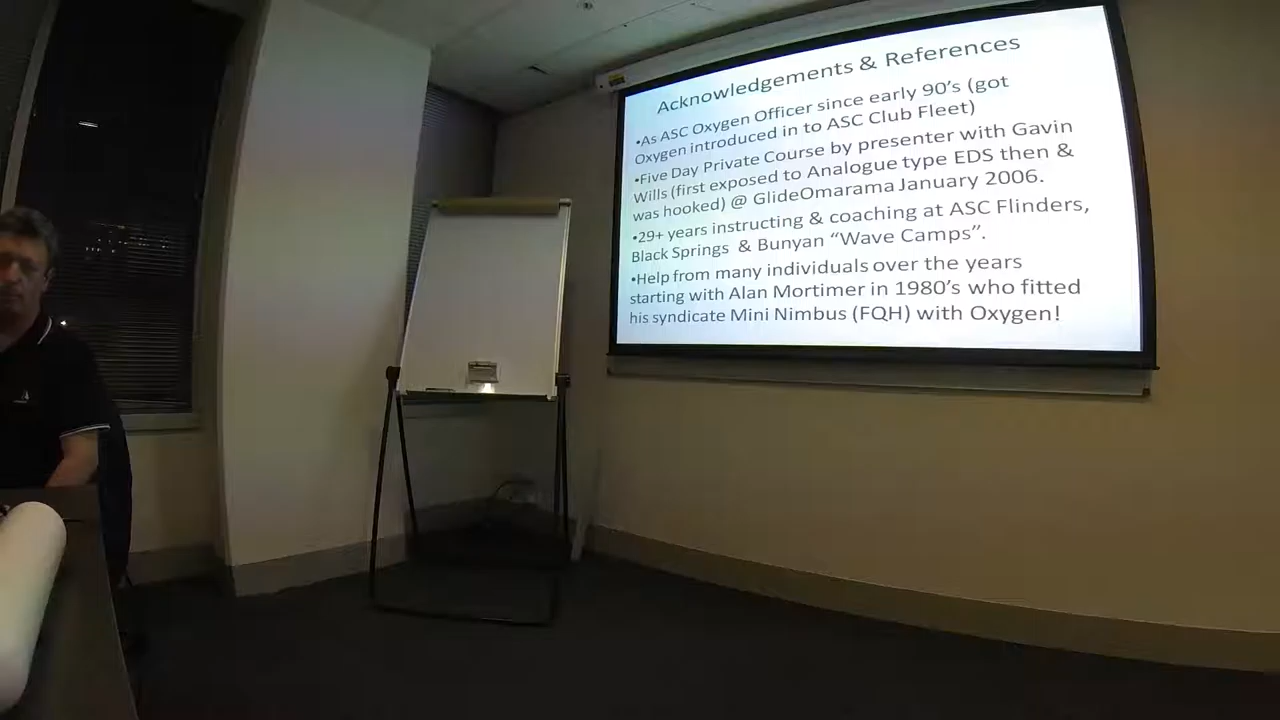 Acknowledgements & References
•As ASC Oxygen Officer since early 90's (got
Oxygen introduced in to ASC Club Fleet)
•Five Day Private Course by presenter with Gavin
Wills (first exposed to Analogue type EDS then &
was hooked) @ GlideOmarama January 2006.
•29+ years instructing & coaching at ASC Flinders,
Black Springs & Bunyan “Wave Camps”.
•Help from many individuals over the years
starting with Alan Mortimer in 1980's who fitted
his syndicate Mini Nimbus (FQH) with Oxygen!